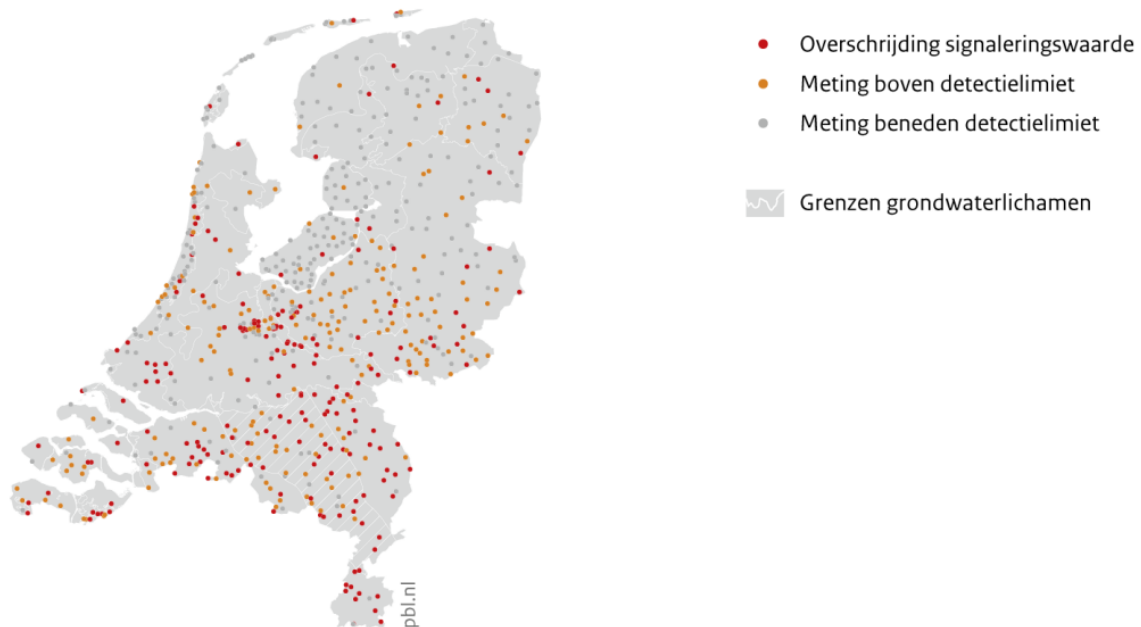 Overschrijding signaleringswaarde
Meting boven detectielimiet
Meting beneden detectielimiet
Grenzen grondwaterlichamen
pbl.nl